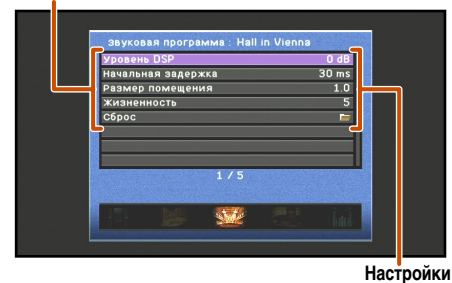 звуковая программа : Hall in Vienna
Уровень DSP 0 dB
Начальная задержка 30 ms
Размер помещения 1.0
Жизненность 5
Сброс
1 / 5
Настройки